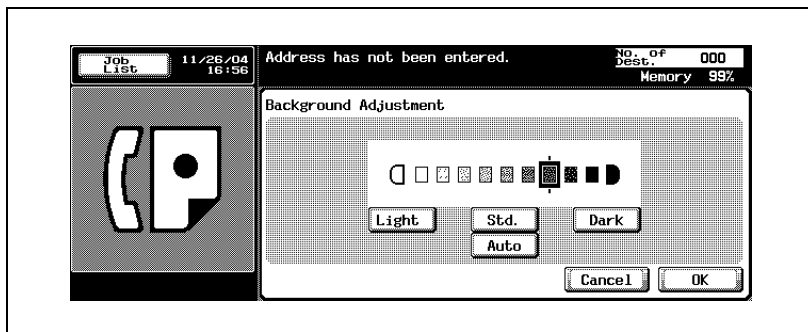 Job List
11/26/04
16:56
Address has not been entered.
No. of Dest. 000
Memory 99%
Background Adjustment
Light Std. Dark
Auto
Cancel OK